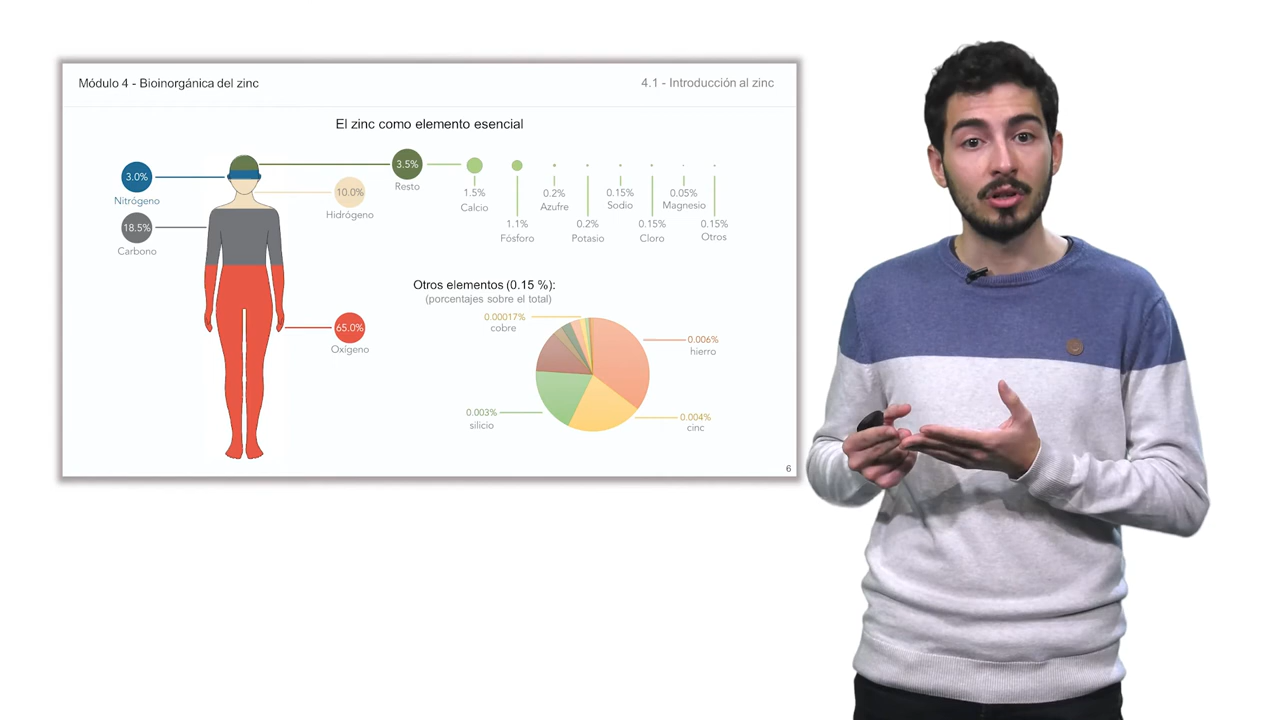 Módulo 4 - Bioinorgánica del zinc
4.1 - Introducción al zinc
El zinc como elemento esencial
3.0%
Nitrógeno
18.5%
Carbono
10.0%
Hidrógeno
65.0%
Oxígeno
3.5%
Resto
1.5%
Calcio
1.1%
Fósforo
0.2%
Azufre
0.2%
Potasio
0.15%
Sodio
0.15%
Cloro
0.05%
Magnesio
0.15%
Otros
Otros elementos (0.15 %):
(porcentajes sobre el total)
0.00017%
cobre
0.006%
hierro
0.003%
silicio
0.004%
cinc
6